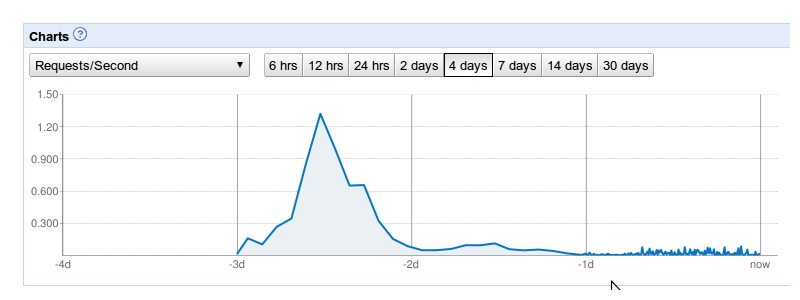 Charts ?
Requests/Second 6 hrs 12 hrs 24 hrs 2 days 4 days 7 days 14 days 30 days
1.50
1.20
0.900
0.600
0.300
-4d -3d -2d -1d now